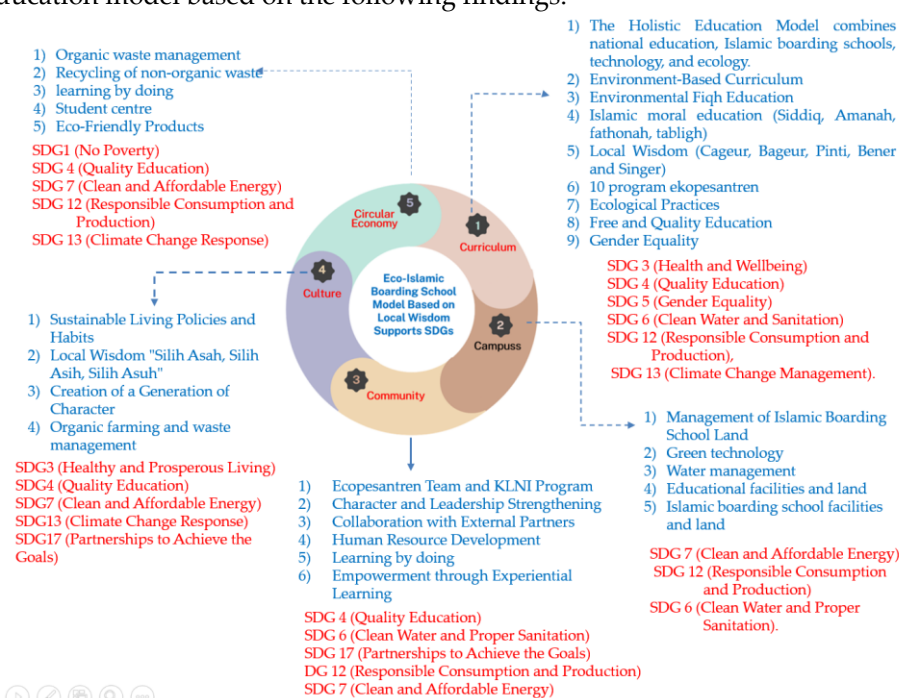 education model based on the following findings:
1) Organic waste management
2) Recycling of non-organic waste
3) learning by doing
4) Student centre
5) Eco-Friendly Products
SDG1 (No Poverty)
SDG 4 (Quality Education)
SDG 7 (Clean and Affordable Energy)
SDG 12 (Responsible Consumption and
Production)
SDG 13 (Climate Change Response)
1) The Holistic Education Model combines
national education, Islamic boarding schools,
technology, and ecology.
2) Environment-Based Curriculum
3) Environmental Fiqh Education
4) Islamic moral education (Siddiq, Amanah,
fathonah, tabligh)
5) Local Wisdom (Cageur, Bageur, Pinti, Bener
and Singer)
6) 10 program ekopesantren
7) Ecological Practices
8) Free and Quality Education
9) Gender Equality
SDG 3 (Health and Wellbeing)
SDG 4 (Quality Education)
SDG 5 (Gender Equality)
SDG 6 (Clean Water and Sanitation)
SDG 12 (Responsible Consumption and
Production),
SDG 13 (Climate Change Management).
5
Circular
Economy
1
Curriculum
4
Culture
Eco-Islamic
Boarding School
Model Based on
Local Wisdom
Supports SDGs
2
Campuss
3
Community
1) Sustainable Living Policies and
Habits
2) Local Wisdom "Silih Asah, Silih
Asih, Silih Asuh"
3) Creation of a Generation of
Character
4) Organic farming and waste
management
SDG3 (Healthy and Prosperous Living)
SDG4 (Quality Education)
SDG7 (Clean and Affordable Energy)
SDG13 (Climate Change Response)
SDG17 (Partnerships to Achieve the
Goals)
1) Ecopesantren Team and KLNI Program
2) Character and Leadership Strengthening
3) Collaboration with External Partners
4) Human Resource Development
5) Learning by doing
6) Empowerment through Experiential
Learning
SDG 4 (Quality Education)
SDG 6 (Clean Water and Proper Sanitation)
SDG 17 (Partnerships to Achieve the Goals)
DG 12 (Responsible Consumption and Production)
SDG 7 (Clean and Affordable Energy)
1) Management of Islamic Boarding
School Land
2) Green technology
3) Water management
4) Educational facilities and land
5) Islamic boarding school facilities
and land
SDG 7 (Clean and Affordable Energy)
SDG 12 (Responsible Consumption
and Production)
SDG 6 (Clean Water and Proper
Sanitation).